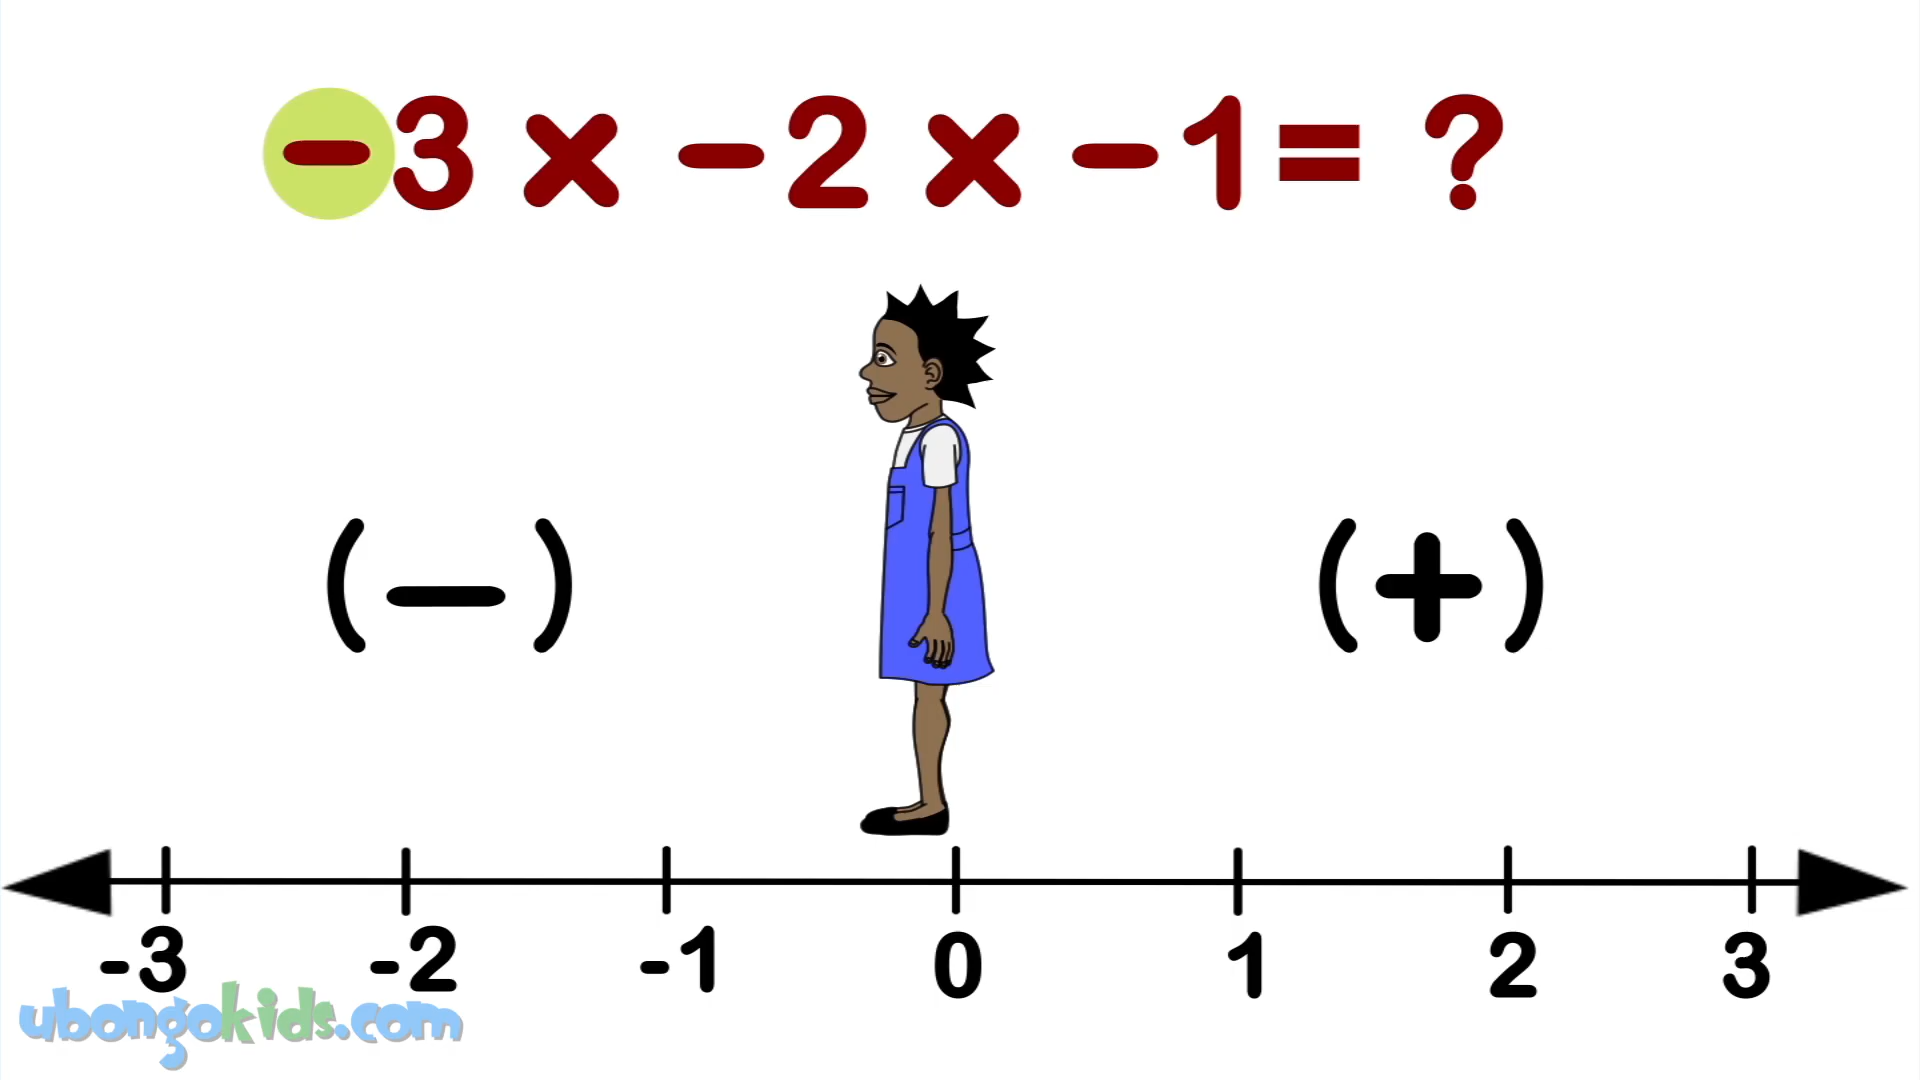 -3 × -2 × -1= ?
(-) (+)
-3 -2 -1 0 1 2 3
ubongokids.com